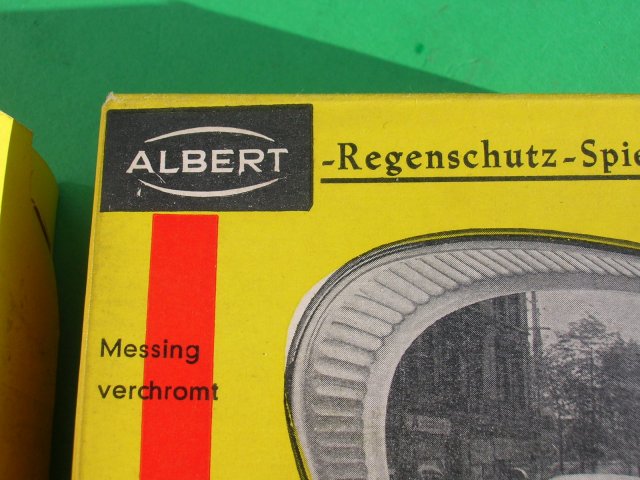 ALBERT -Regenschutz-Spie
Messing
verchromt